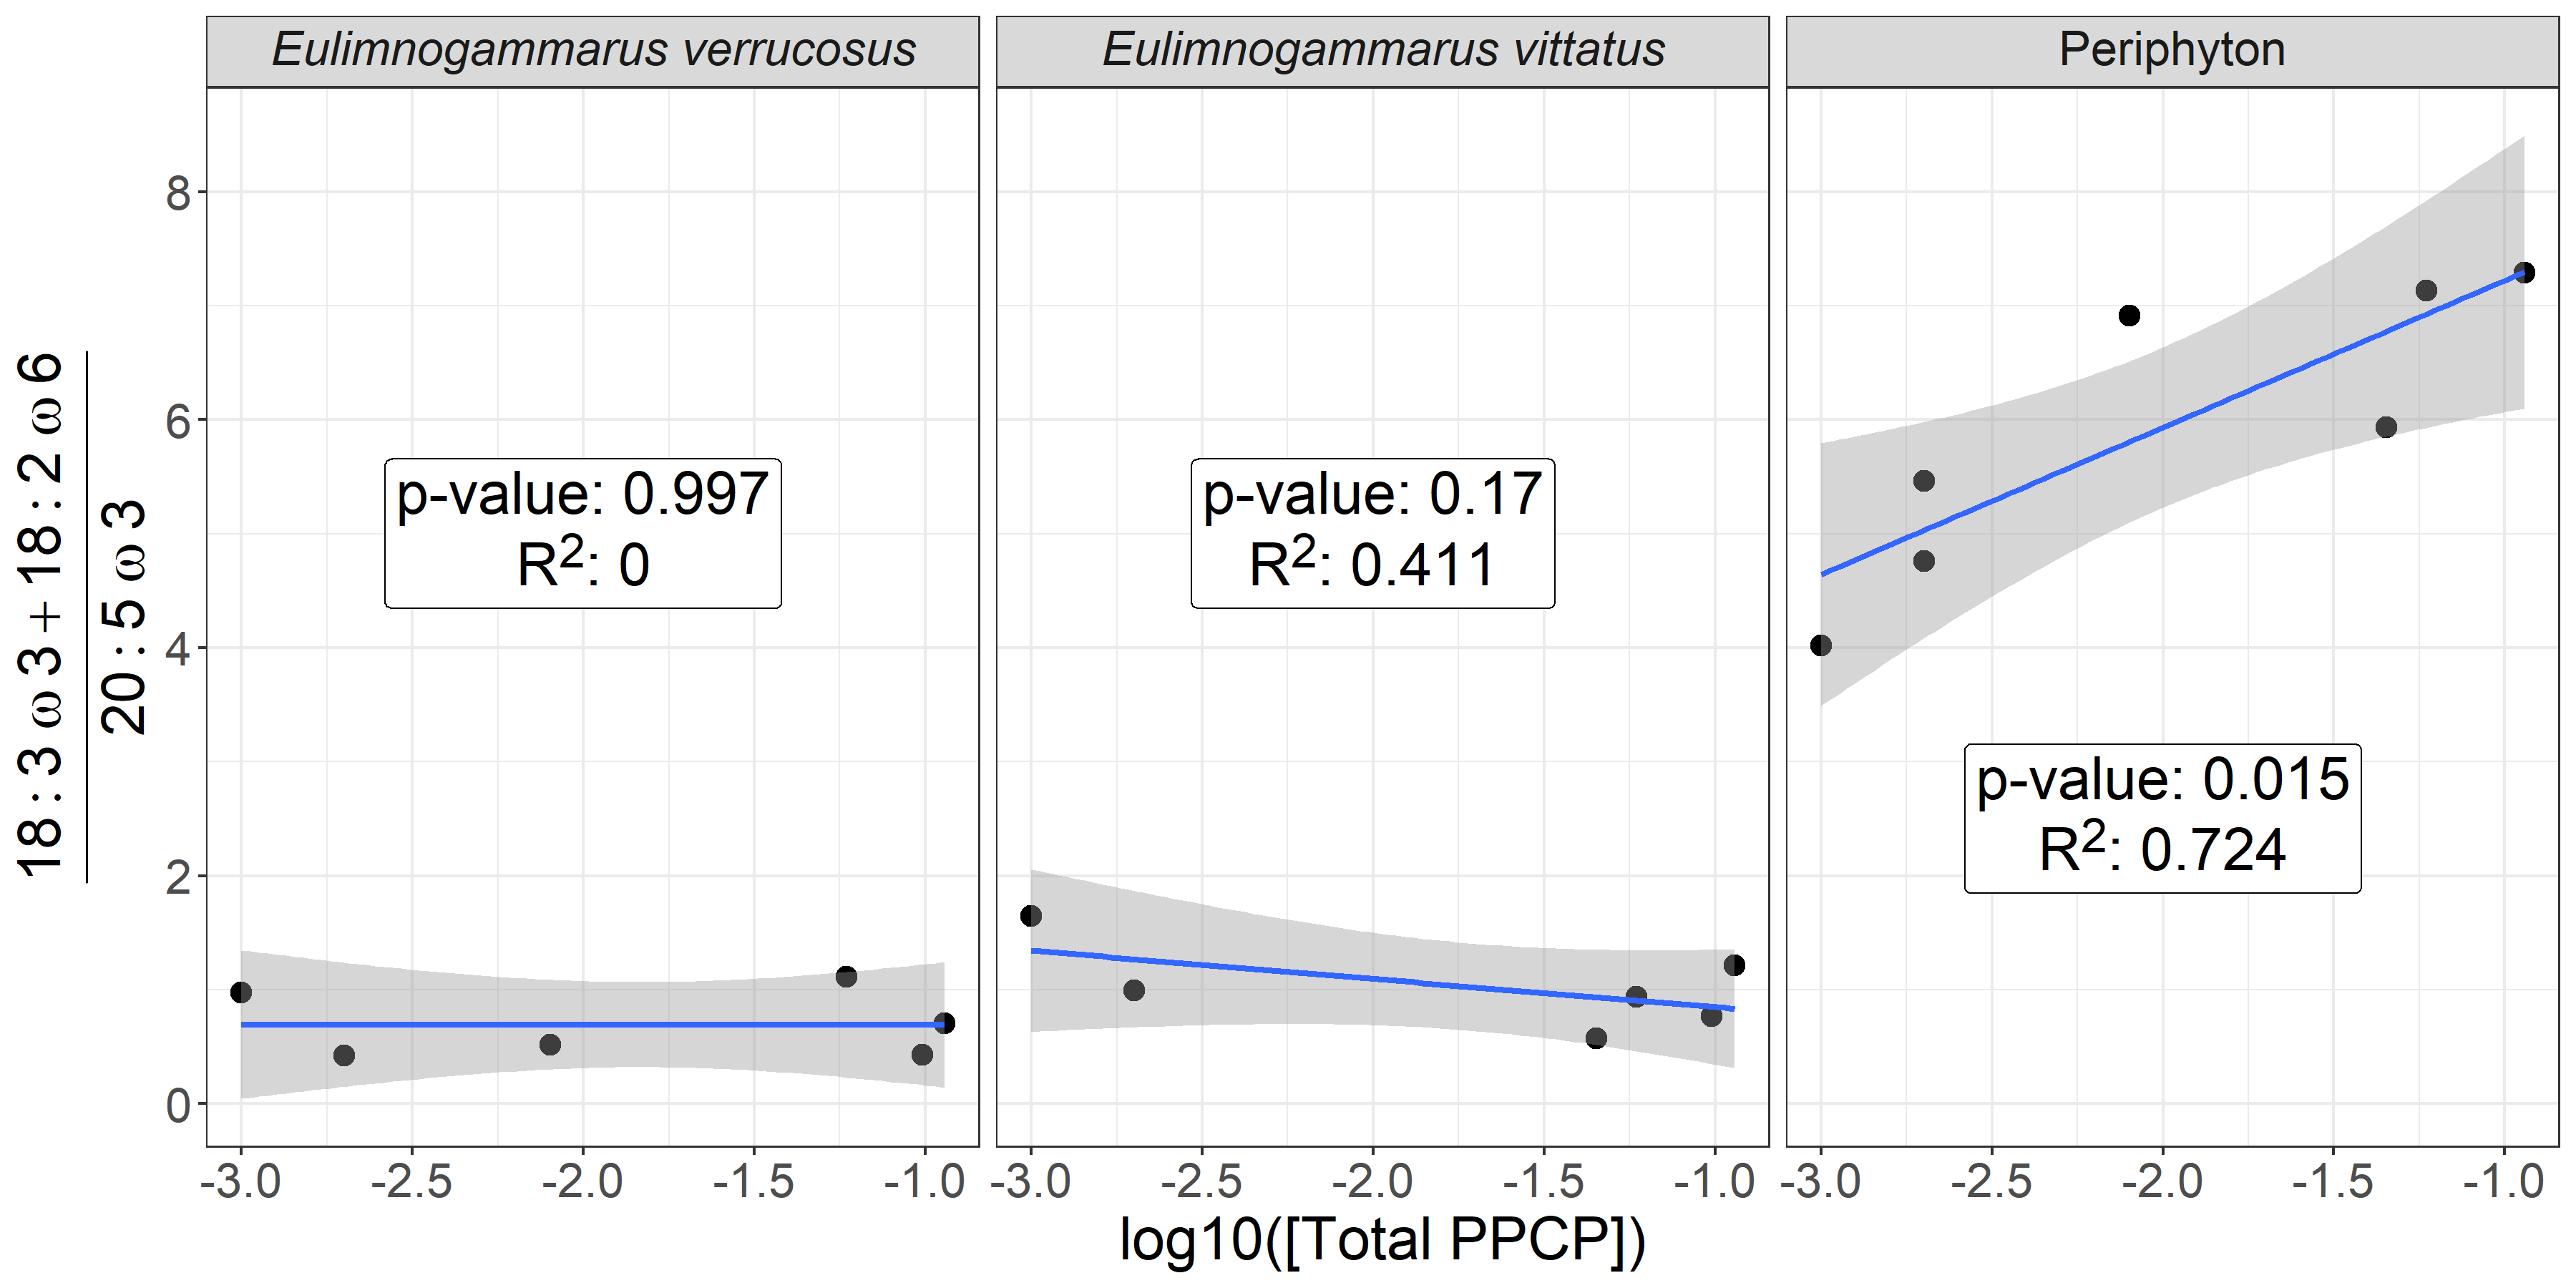 Eulimnogammarus verrucosus
Eulimnogammarus vittatus
Periphyton
18 : 3 ω 3 + 18 : 2 ω 6
20 : 5 ω 3
8
6
4
2
0
p-value: 0.997
R²: 0
p-value: 0.17
R²: 0.411
p-value: 0.015
R²: 0.724
-3.0 -2.5 -2.0 -1.5 -1.0
-3.0 -2.5 -2.0 -1.5 -1.0
-3.0 -2.5 -2.0 -1.5 -1.0
log10([Total PPCP])